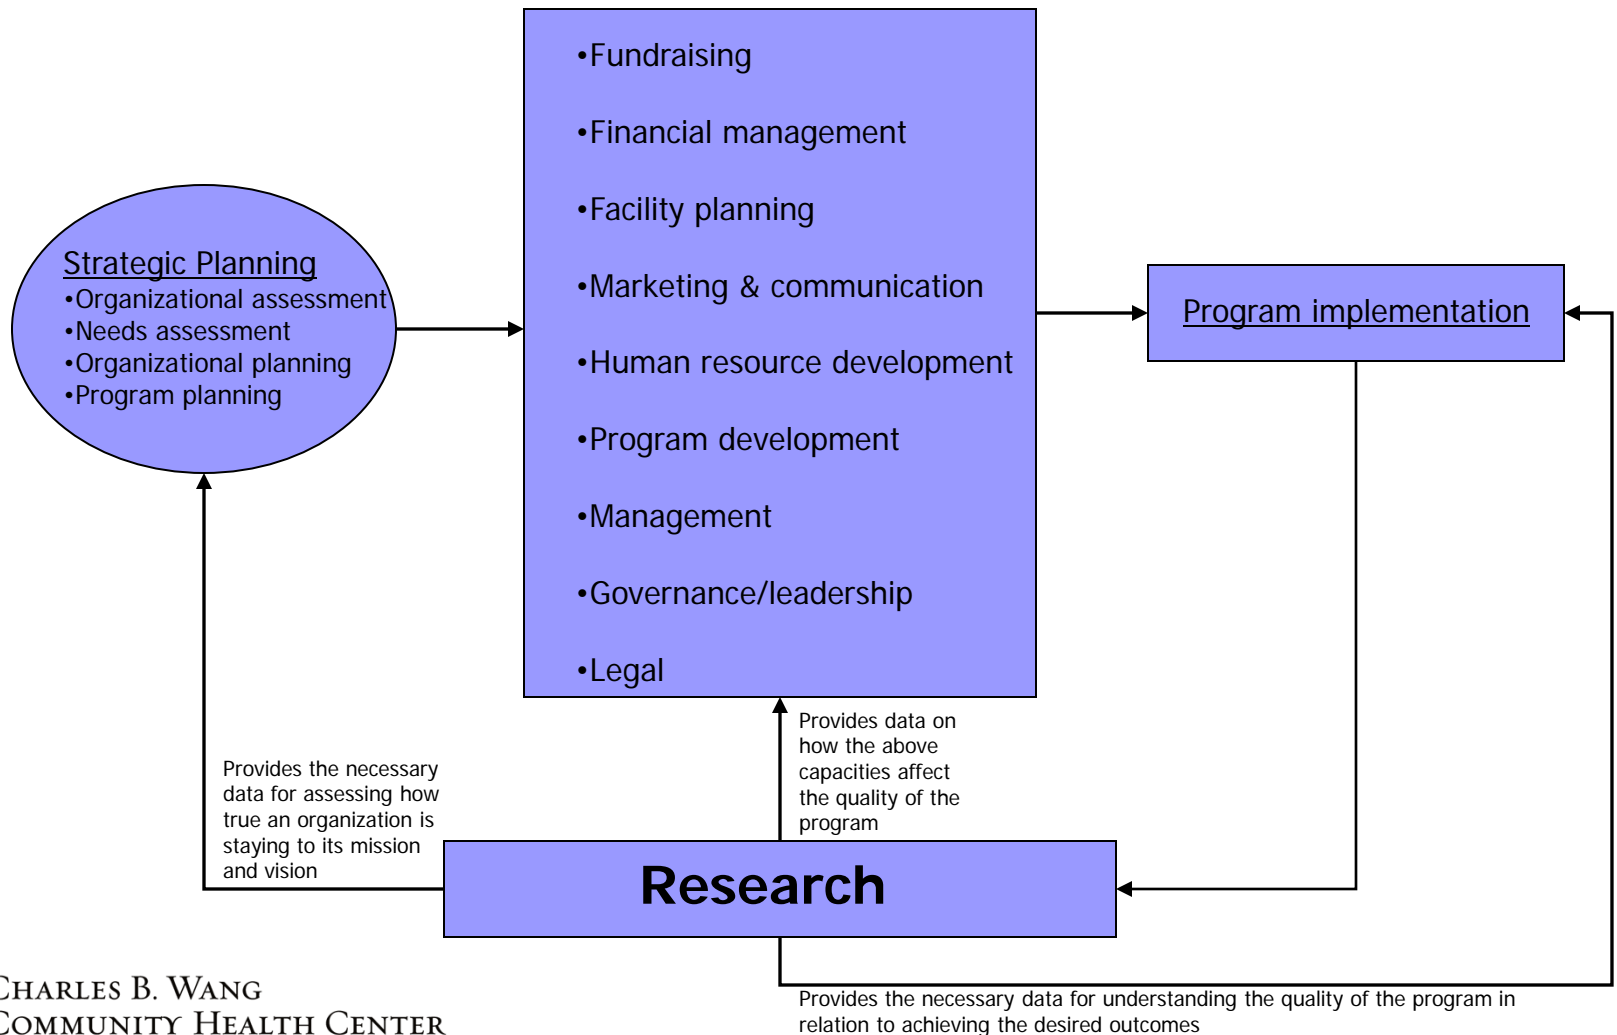 •Fundraising
•Financial management
•Facility planning
•Marketing & communication
•Human resource development
•Program development
•Management
•Governance/leadership
•Legal
Strategic Planning
•Organizational assessment
•Needs assessment
•Organizational planning
•Program planning
Program implementation
Provides the necessary
data for assessing how
true an organization is
staying to its mission
and vision
Provides data on
how the above
capacities affect
the quality of the
program
Research
Provides the necessary data for understanding the quality of the program in
relation to achieving the desired outcomes
CHARLES B. WANG
COMMUNITY HEALTH CENTER